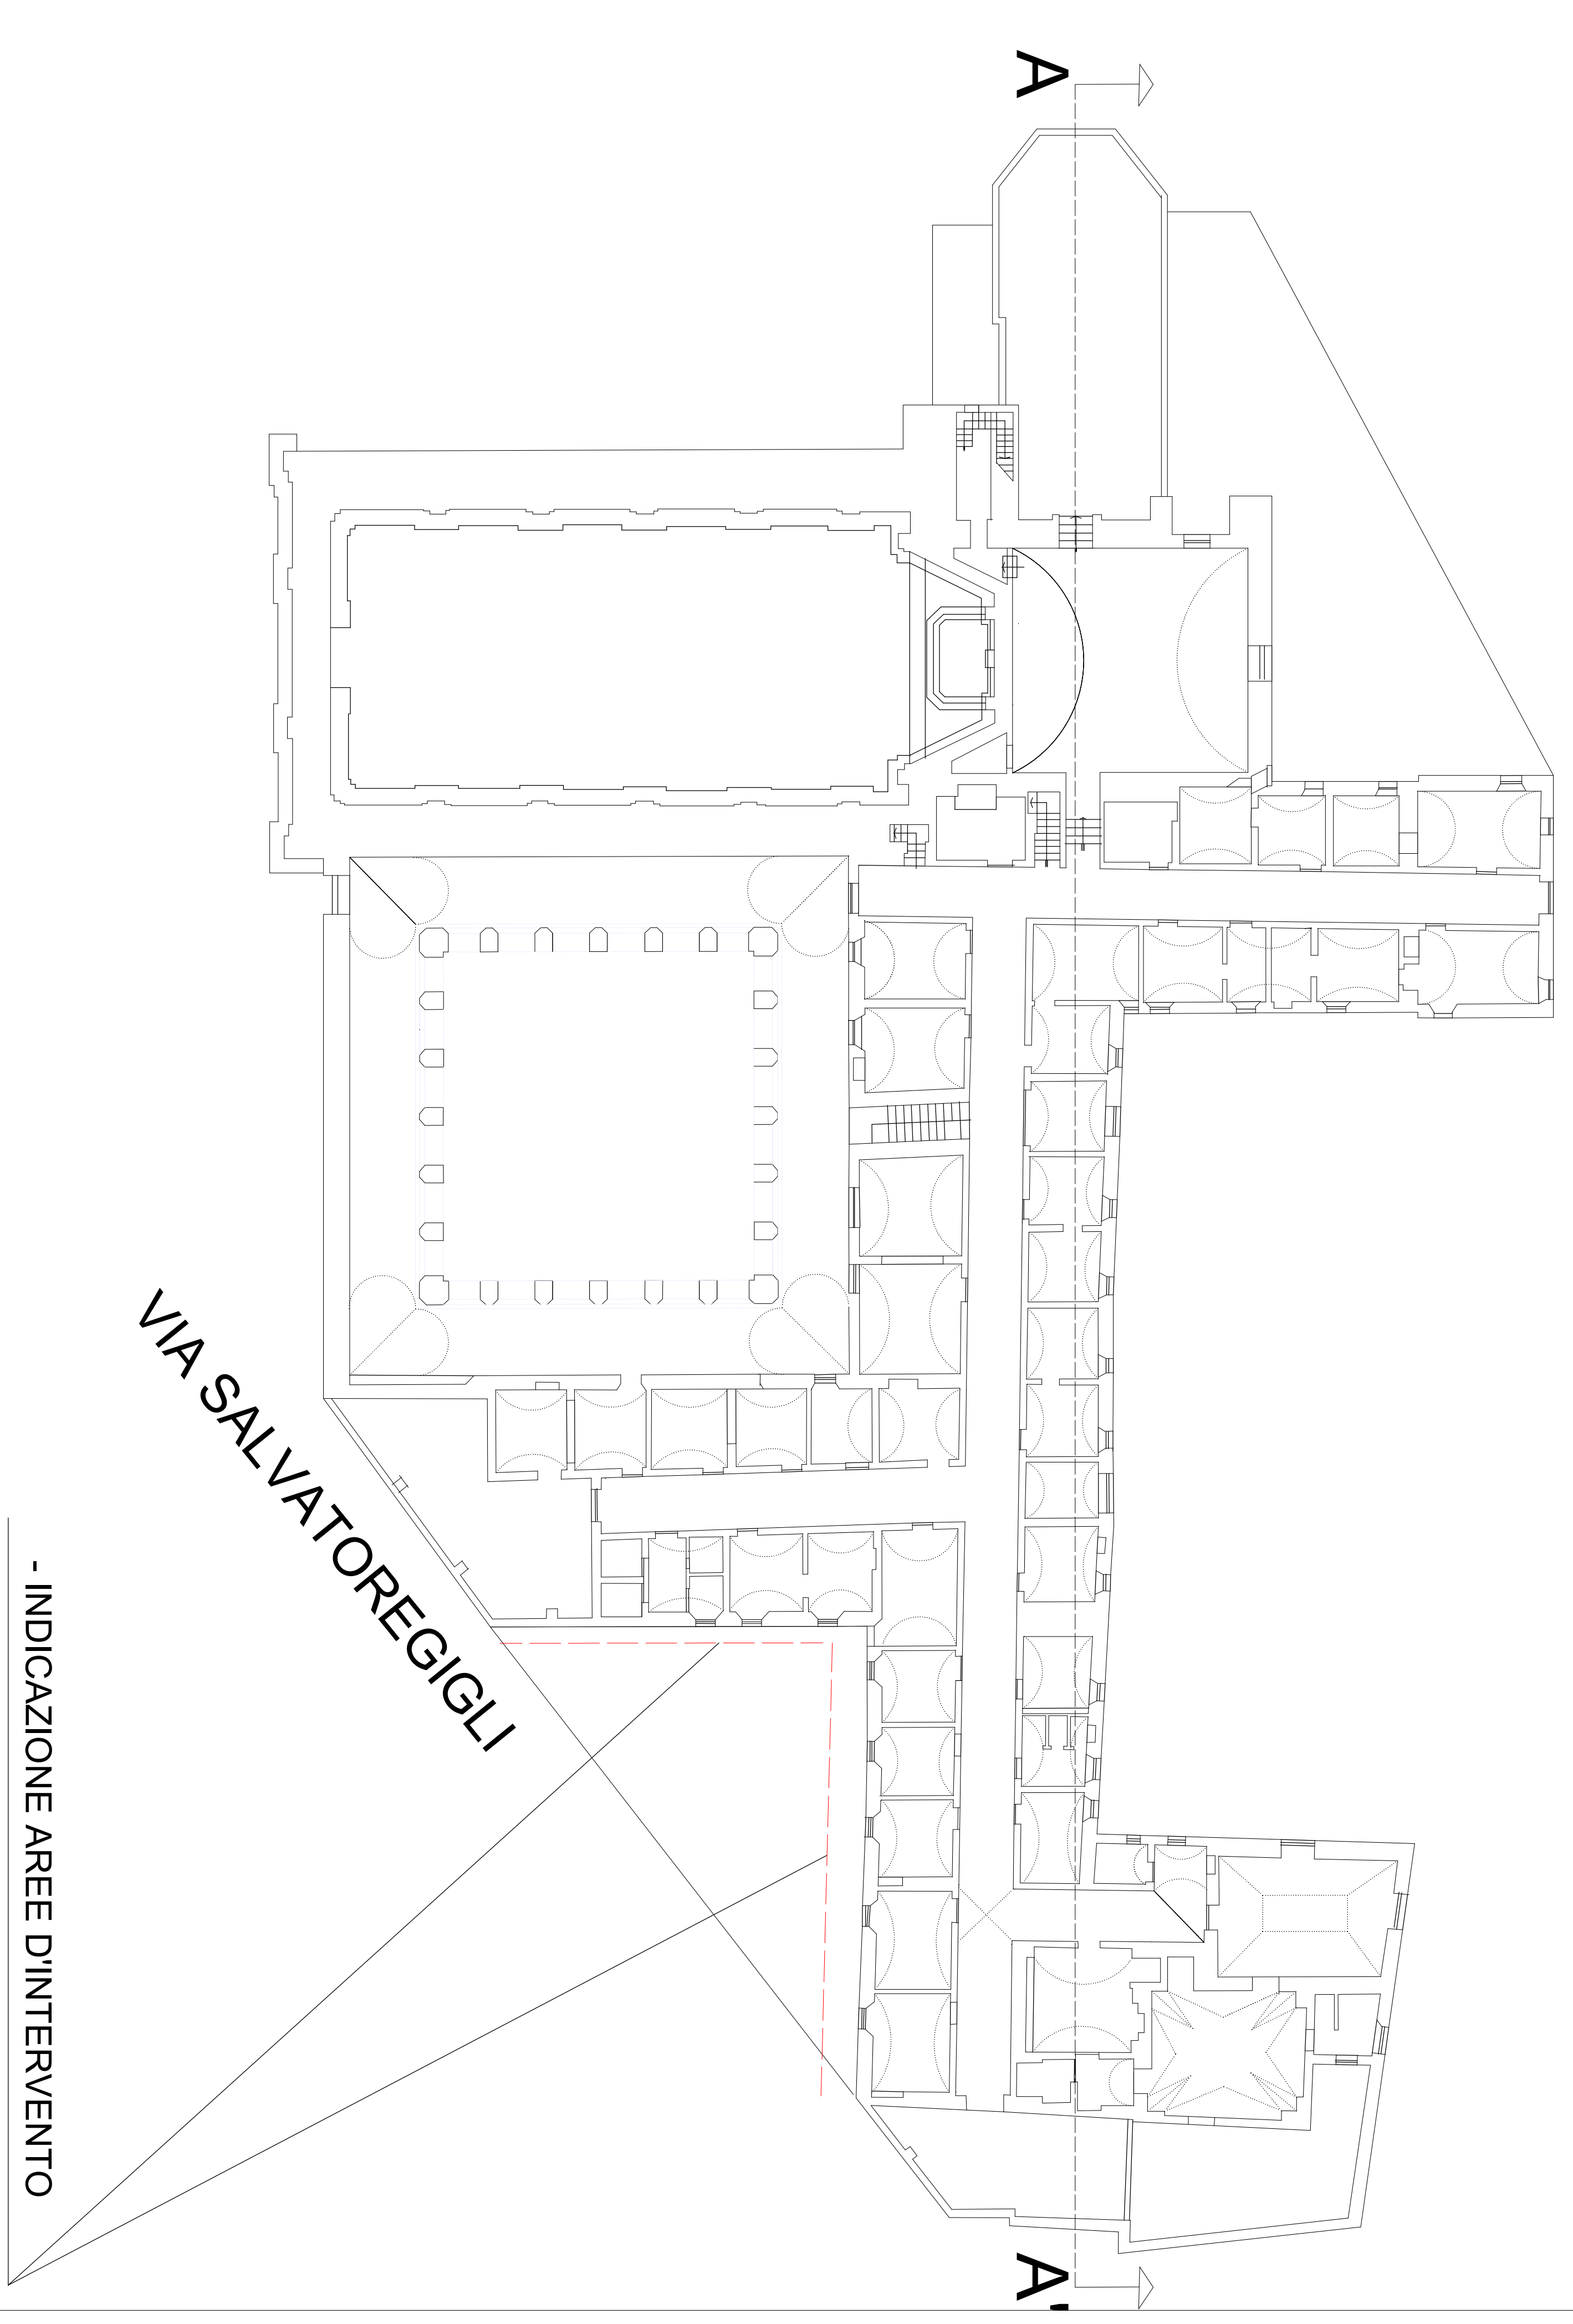 A
VIA SALVATOREGIGLI
- INDICAZIONE AREE D'INTERVENTO
A'